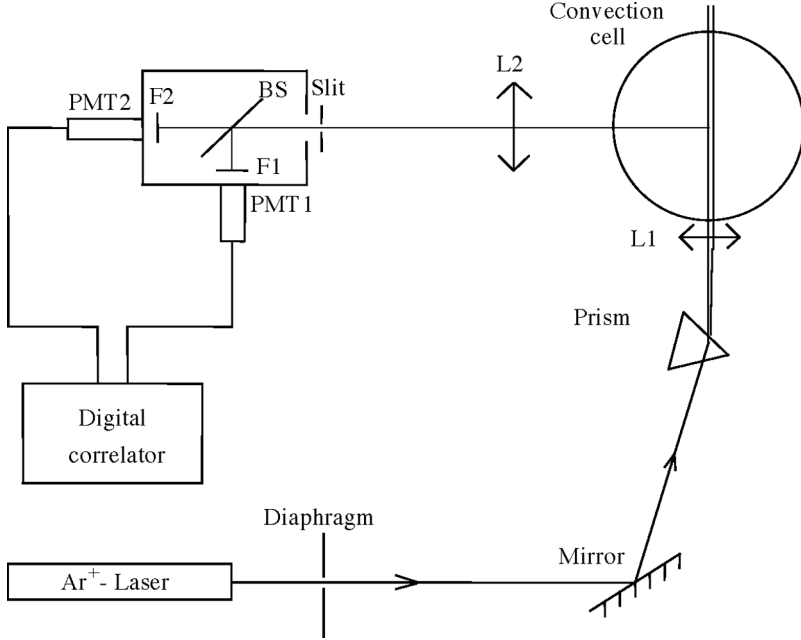 Convection
cell
L2
Slit
BS
F2
PMT2
F1
PMT1
L1
Prism
Digital
correlator
Diaphragm
Mirror
Ar⁺- Laser